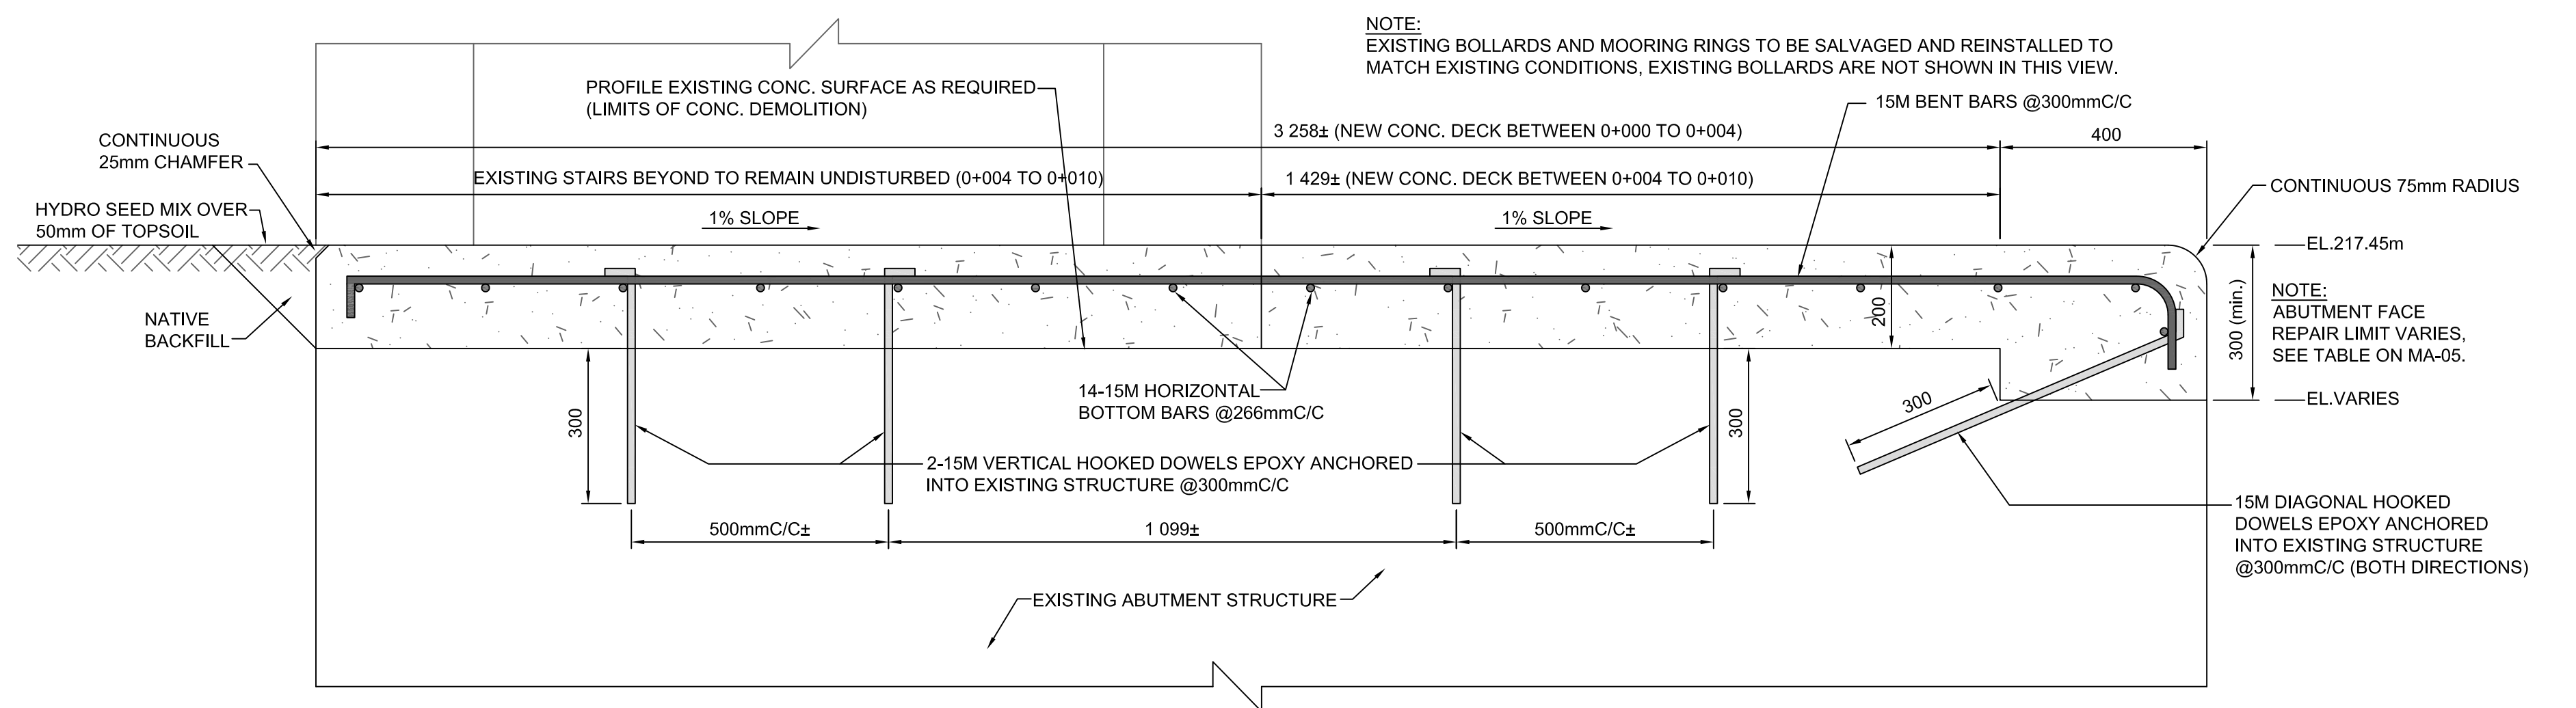 NOTE:
EXISTING BOLLARDS AND MOORING RINGS TO BE SALVAGED AND REINSTALLED TO
MATCH EXISTING CONDITIONS, EXISTING BOLLARDS ARE NOT SHOWN IN THIS VIEW.
PROFILE EXISTING CONC. SURFACE AS REQUIRED
(LIMITS OF CONC. DEMOLITION)
15M BENT BARS @300mmC/C
3 258± (NEW CONC. DECK BETWEEN 0+000 TO 0+004)
400
CONTINUOUS
25mm CHAMFER
EXISTING STAIRS BEYOND TO REMAIN UNDISTURBED (0+004 TO 0+010)
1 429± (NEW CONC. DECK BETWEEN 0+004 TO 0+010)
CONTINUOUS 75mm RADIUS
HYDRO SEED MIX OVER
50mm OF TOPSOIL
1% SLOPE
1% SLOPE
EL.217.45m
NOTE:
ABUTMENT FACE
REPAIR LIMIT VARIES,
SEE TABLE ON MA-05.
200
300 (min.)
NATIVE
BACKFILL
14-15M HORIZONTAL
BOTTOM BARS @266mmC/C
EL.VARIES
300
300
300
2-15M VERTICAL HOOKED DOWELS EPOXY ANCHORED
INTO EXISTING STRUCTURE @300mmC/C
15M DIAGONAL HOOKED
DOWELS EPOXY ANCHORED
INTO EXISTING STRUCTURE
@300mmC/C (BOTH DIRECTIONS)
500mmC/C±
1 099±
500mmC/C±
EXISTING ABUTMENT STRUCTURE